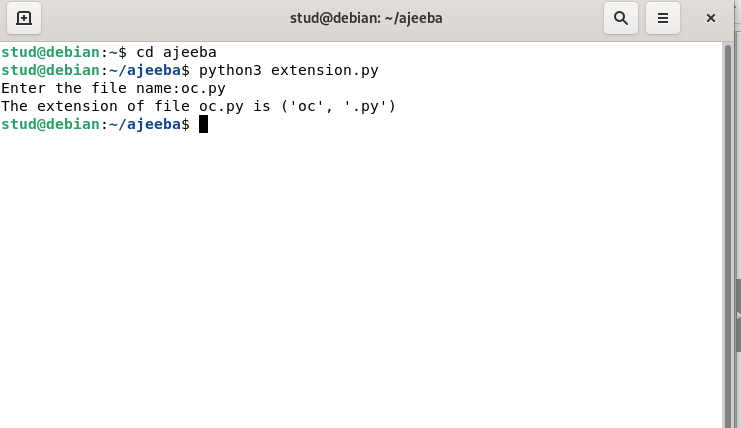 stud@debian: ~/ajeeba
stud@debian:~$ cd ajeeba
stud@debian:~/ajeeba$ python3 extension.py
Enter the file name:oc.py
The extension of file oc.py is ('oc', '.py')
stud@debian:~/ajeeba$